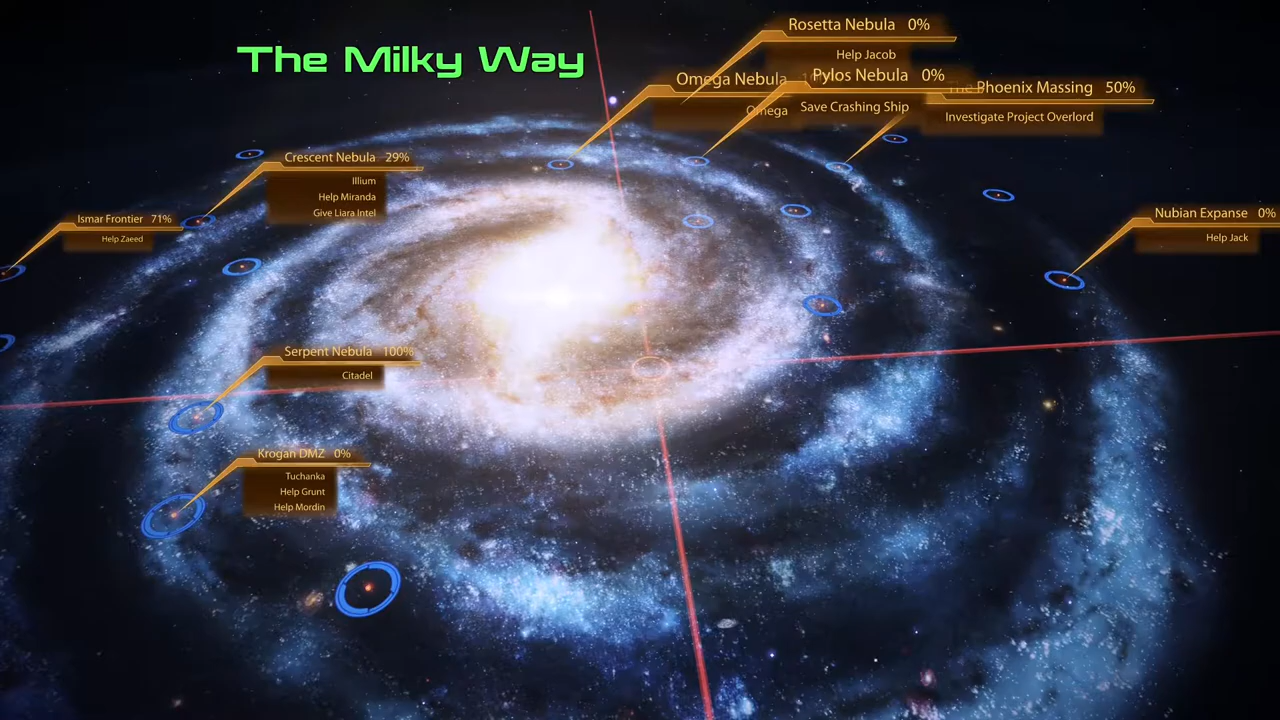 The Milky Way
Rosetta Nebula 0%
Help Jacob
Omega Nebula
Omega
Pylos Nebula 0%
Save Crashing Ship
Phoenix Massing 50%
Investigate Project Overlord
Crescent Nebula 29%
Illium
Help Miranda
Give Liara Intel
Ismar Frontier 71%
Help Zaeed
Nubian Expanse 0%
Help Jack
Serpent Nebula 100%
Citadel
Krogan DMZ 0%
Tuchanka
Help Grunt
Help Mordin